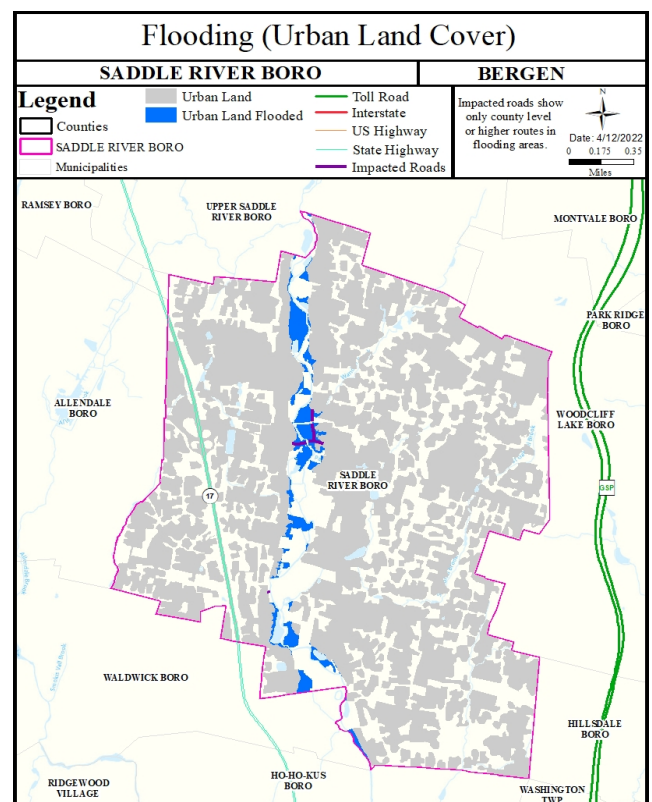 Flooding (Urban Land Cover)
SADDLE RIVER BORO
BERGEN
Legend
Counties
SADDLE RIVER BORO
Municipalities
Urban Land
Urban Land Flooded
Toll Road
Interstate
US Highway
State Highway
Impacted Roads
Impacted roads show
only county level
or higher routes in
flooding areas.
N
Date: 4/12/2022
0 0.175 0.35
Miles
RAMSEY BORO
UPPER SADDLE
RIVER BORO
MONTVALE BORO
PARK RIDGE
BORO
ALLENDALE
BORO
WOODCLIFF
LAKE BORO
SADDLE
RIVER BORO
GSP
17
WALDWICK BORO
HILLSDALE
BORO
HO-HO-KUS
BORO
RIDGEWOOD
VILLAGE
WASHINGTON
TWP